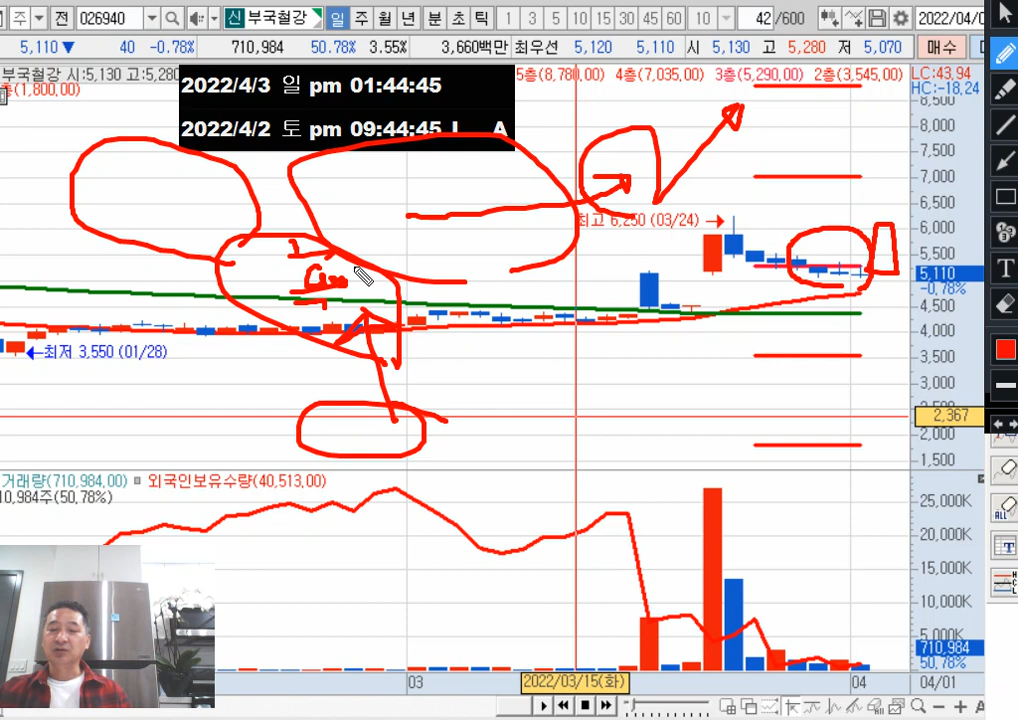 주 전 026940 신 부국철강 일 주 월 년 분 초 틱 1 3 5 10 15 30 45 60 10 42 /600 2022/04/0
5,110 ▼ 40 -0.78% 710,984 50.78% 3.55% 3,660백만 최우선 5,120 5,110 시 5,130 고 5,280 저 5,070 매수
부국철강 시:5,130 고:5,280 5층(8,780,00) 4층(7,035,00) 3층(5,290,00) 2층(3,545,00) LC:43,94
층(1,800,00) HC:-18,24
2022/4/3 일 pm 01:44:45
2022/4/2 토 pm 09:44:45 L A
8,500
8,000
7,500
7,000
6,500
최고 6,250 (03/24) →
6,000
5,500
5,110
-0,78%
4,500
4,000
←최저 3,550 (01/28)
3,500
3,000
2,367
2,000
1,500
거래량(710,984,00) 외국인보유수량(40,513,00)
10,984주(50,78%)
25,000K
20,000K
15,000K
10,000K
5,000K
710,984
50,78%
03 2022/03/15(화) 04 04/01